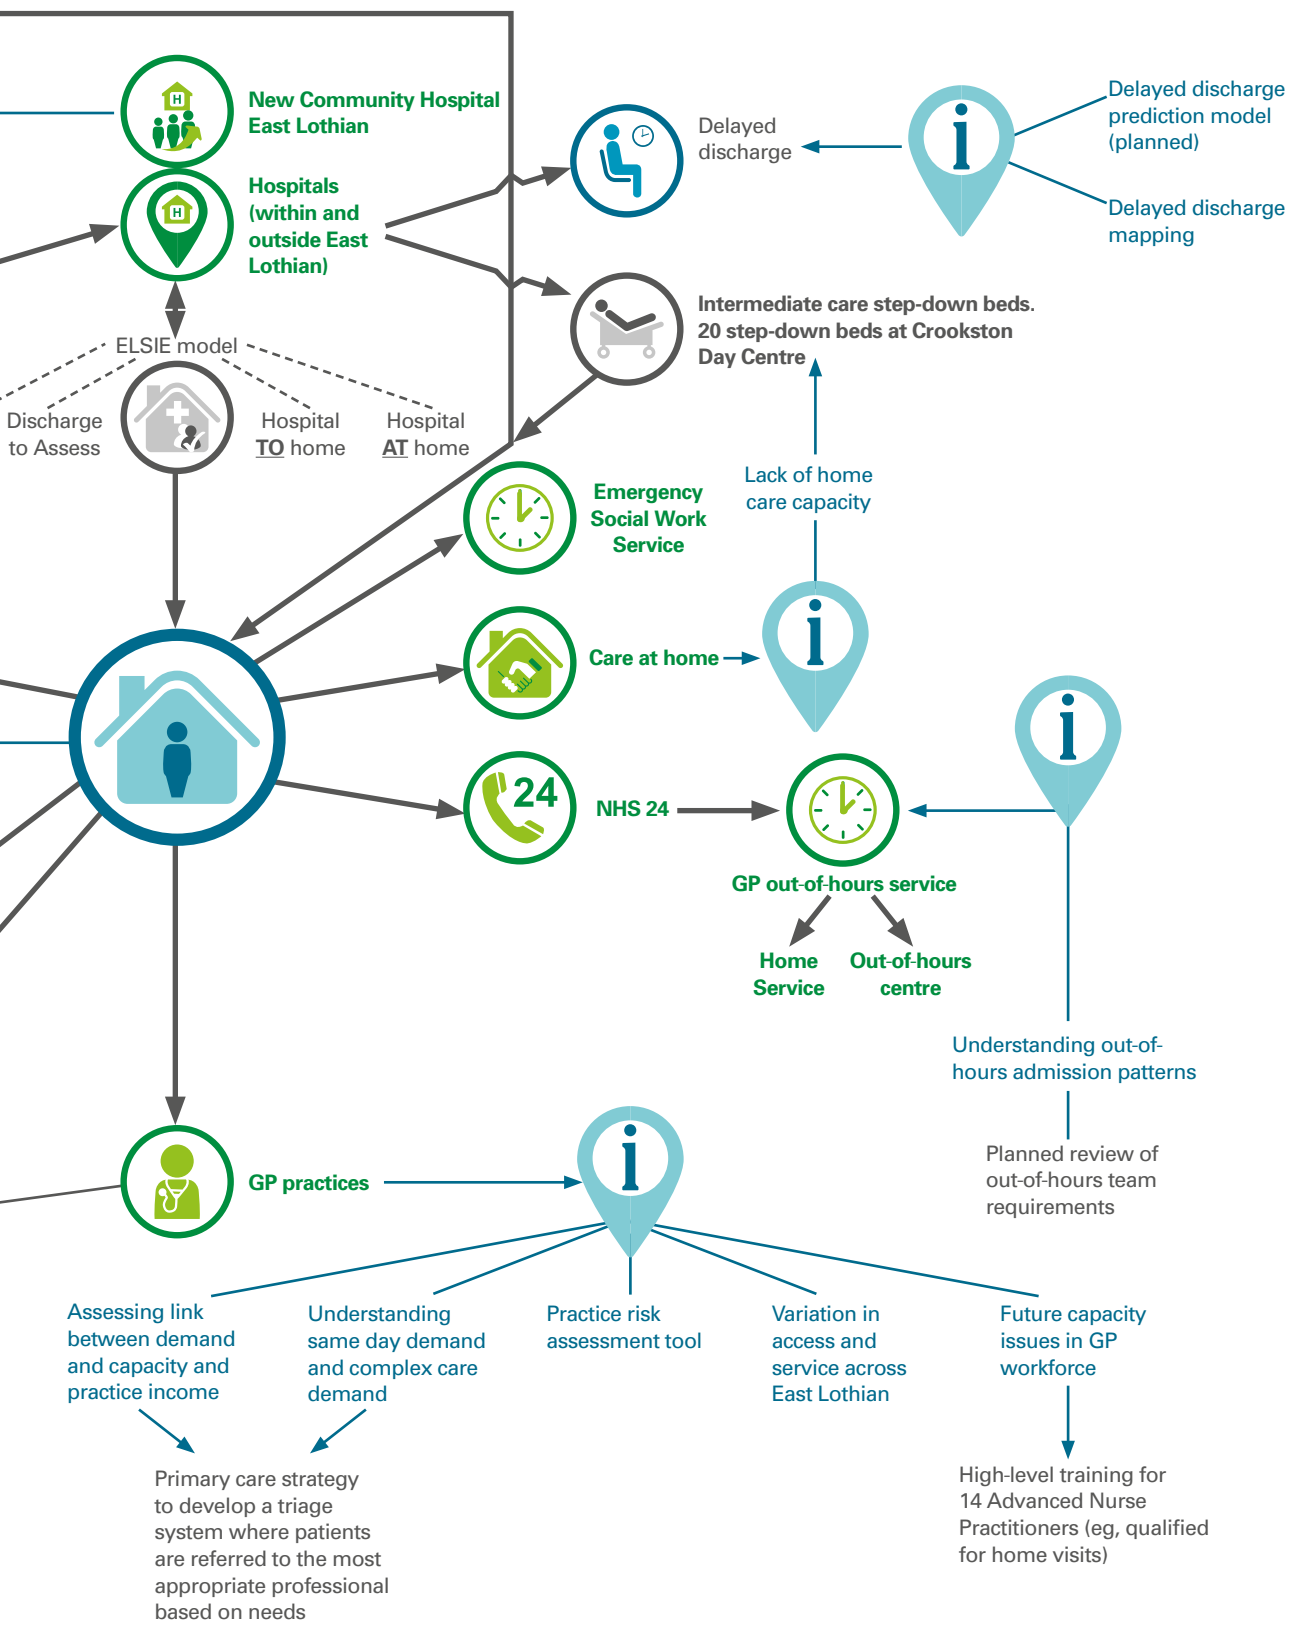 New Community Hospital
East Lothian
H
Hospitals
(within and
outside East
Lothian)
H
Delayed
discharge
i
Delayed discharge
prediction model
(planned)
Delayed discharge
mapping
Intermediate care step-down beds.
20 step-down beds at Crookston
Day Centre
ELSIE model
Discharge
to Assess
Hospital
TO home
Hospital
AT home
Lack of home
care capacity
Emergency
Social Work
Service
Care at home
i
i
24
NHS 24
GP out-of-hours service
Home
Service
Out-of-hours
centre
Understanding out-of-
hours admission patterns
Planned review of
out-of-hours team
requirements
GP practices
i
Assessing link
between demand
and capacity and
practice income
Understanding
same day demand
and complex care
demand
Practice risk
assessment tool
Variation in
access and
service across
East Lothian
Future capacity
issues in GP
workforce
Primary care strategy
to develop a triage
system where patients
are referred to the most
appropriate professional
based on needs
High-level training for
14 Advanced Nurse
Practitioners (eg, qualified
for home visits)